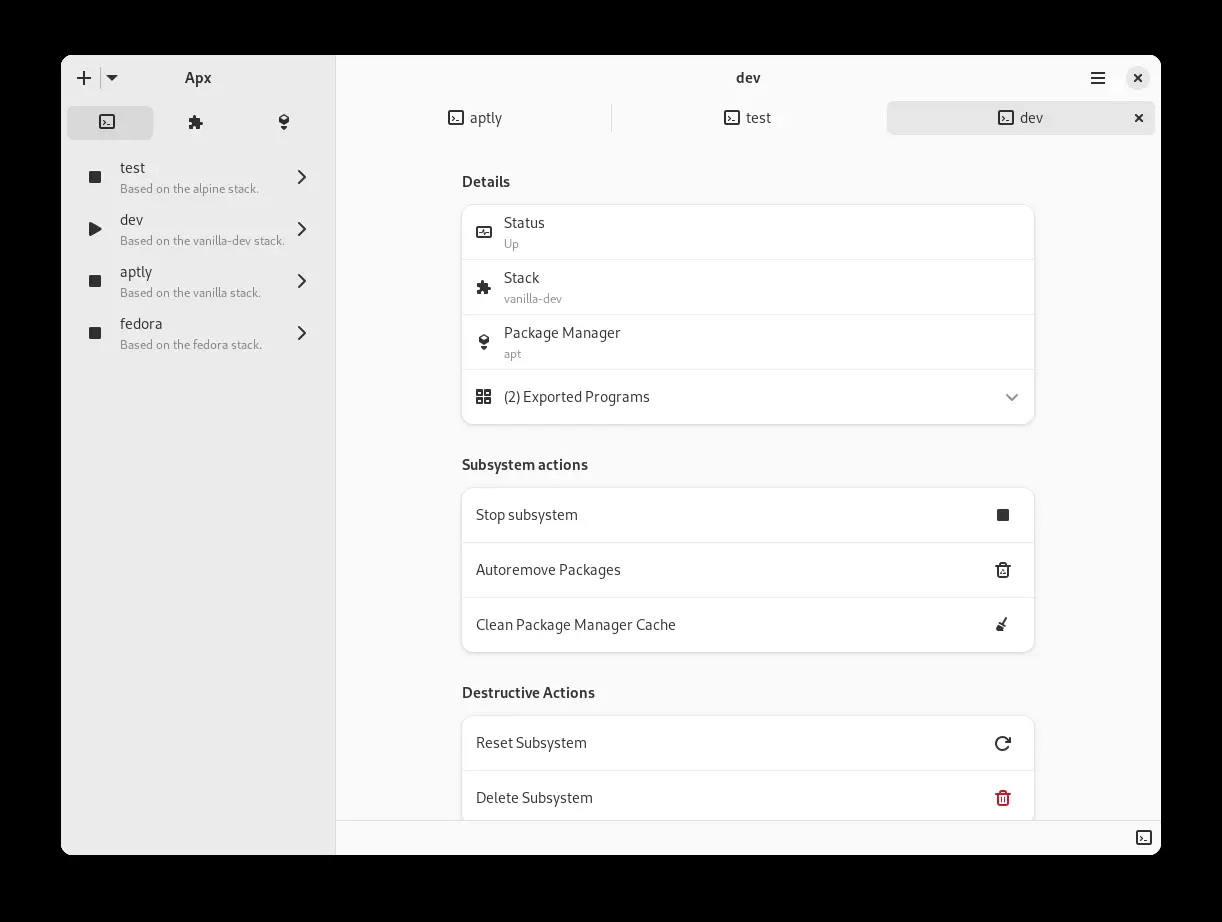 Apx
test
Based on the alpine stack.
dev
Based on the vanilla-dev stack.
aptly
Based on the vanilla stack.
fedora
Based on the fedora stack.
dev
aptly
test
dev
Details
Status
Up
Stack
vanilla-dev
Package Manager
apt
(2) Exported Programs
Subsystem actions
Stop subsystem
Autoremove Packages
Clean Package Manager Cache
Destructive Actions
Reset Subsystem
Delete Subsystem